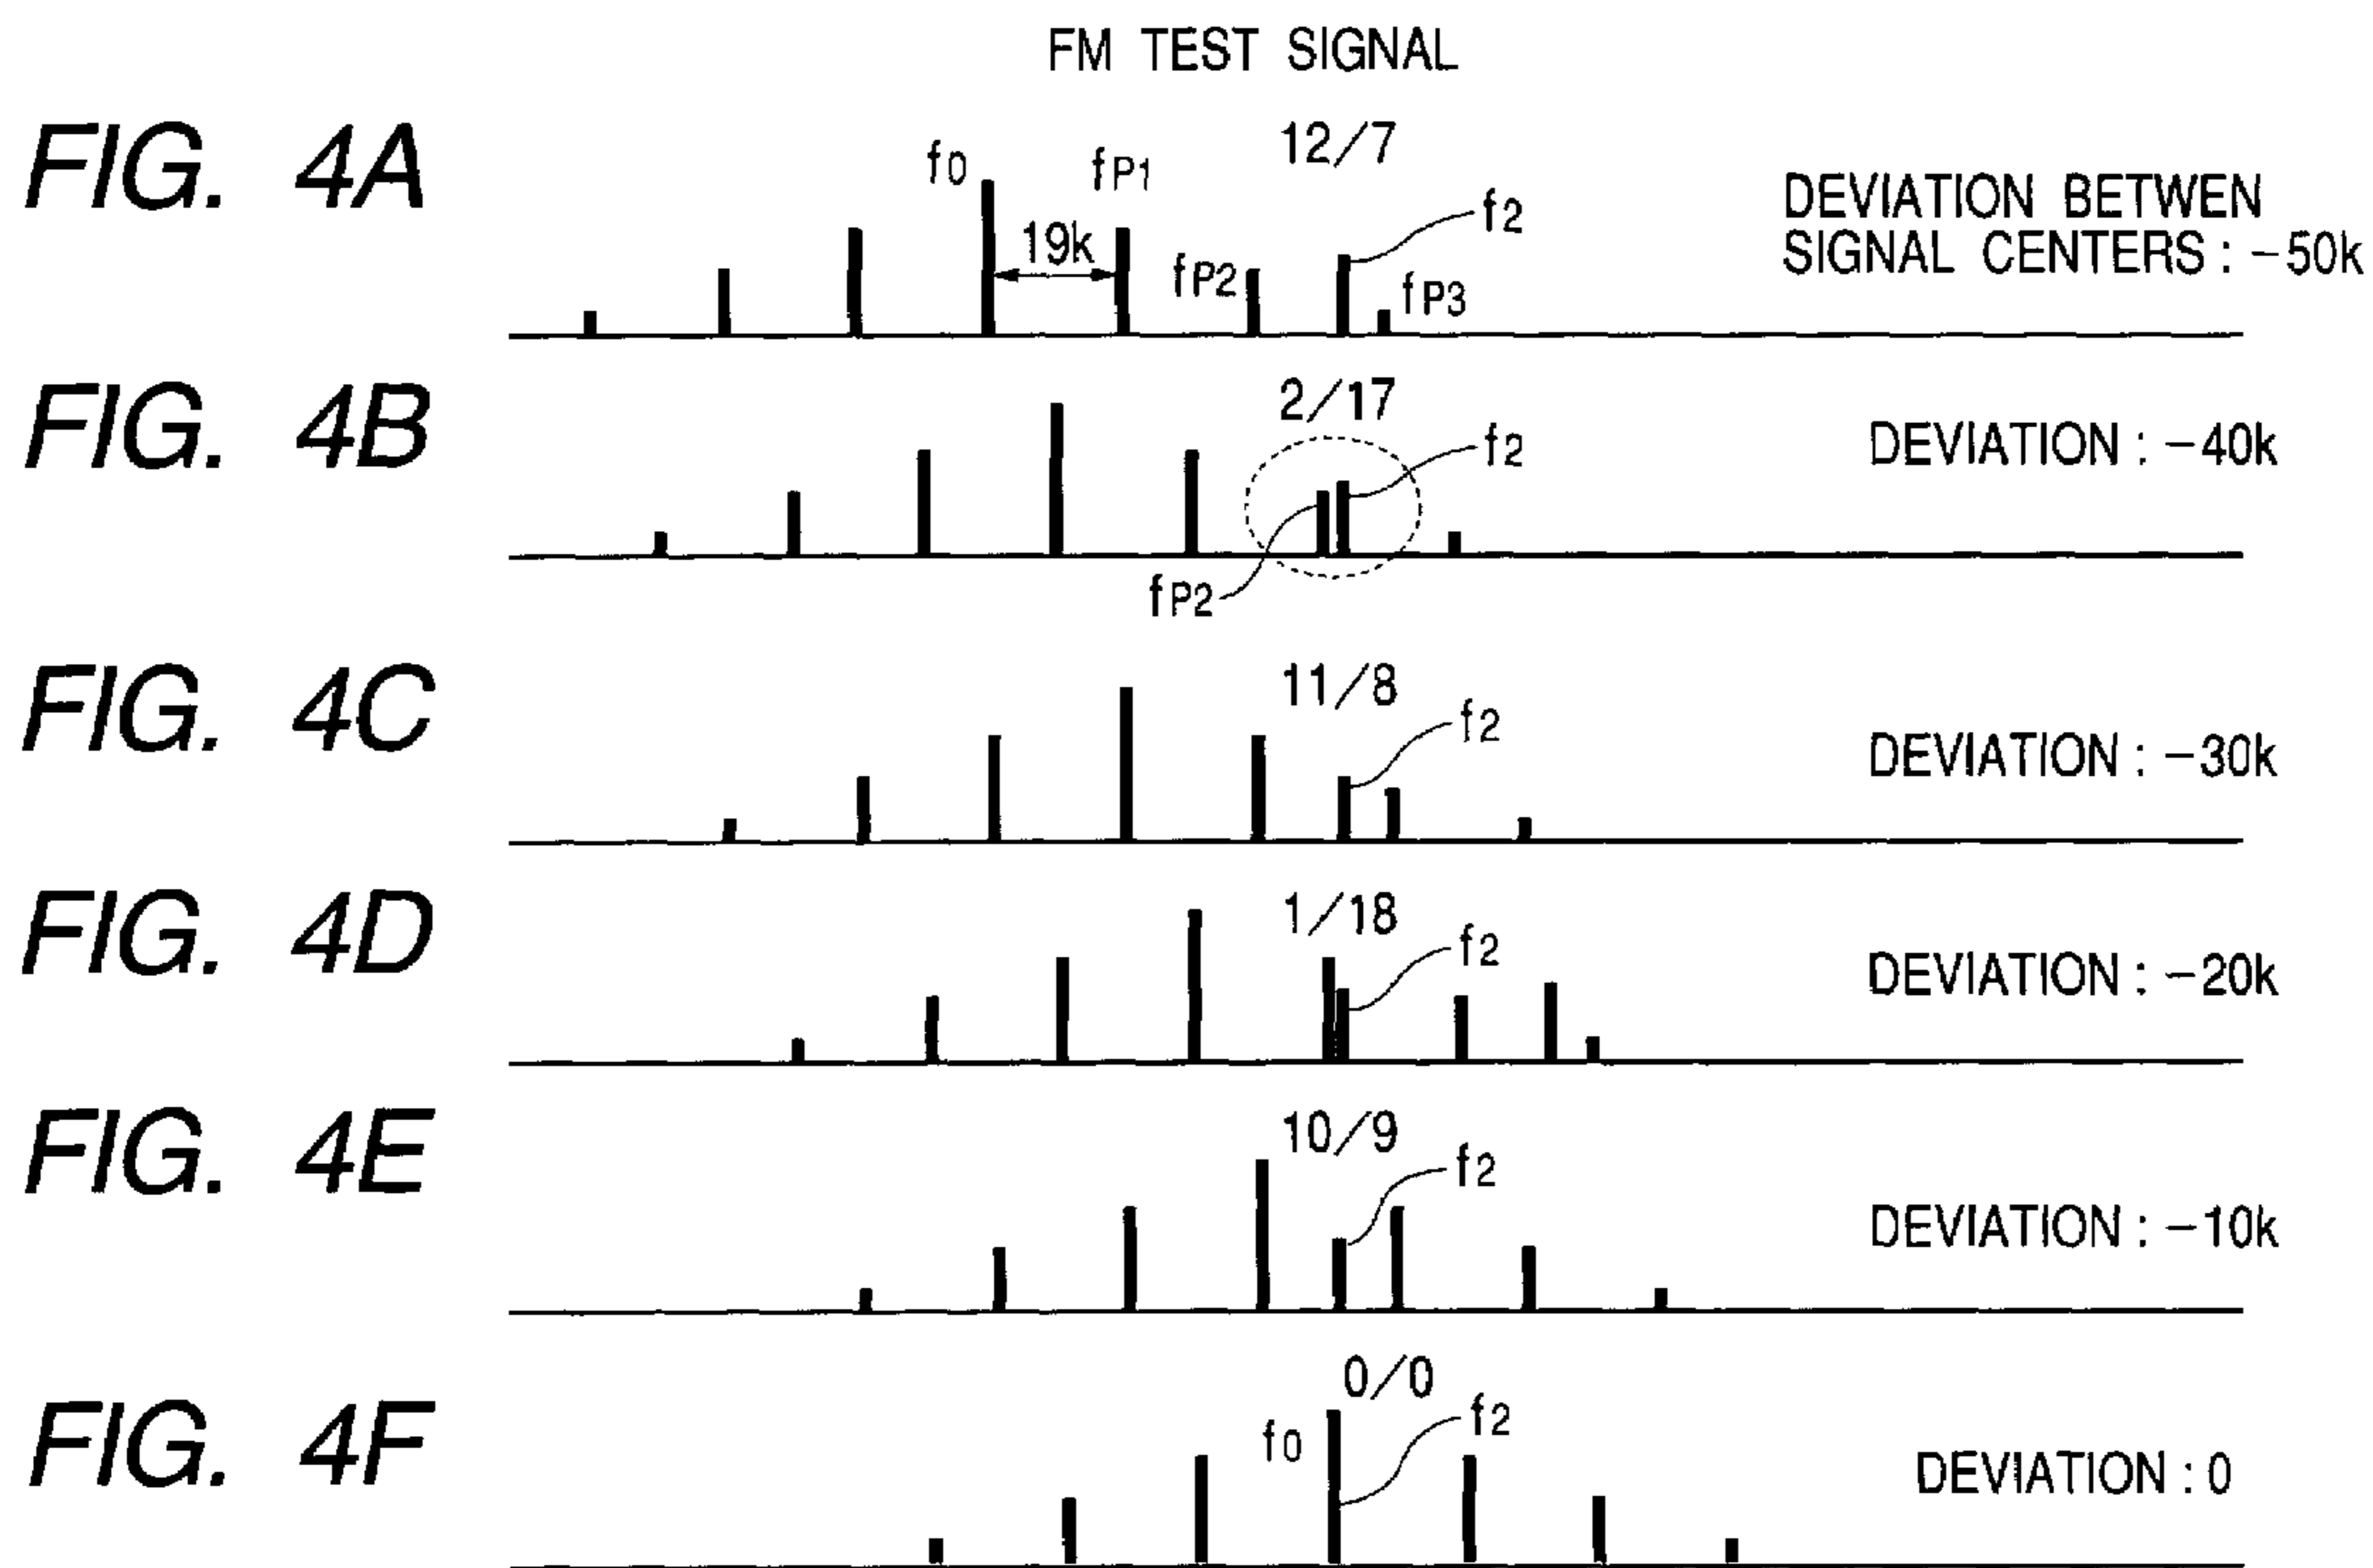 FM TEST SIGNAL
FIG. 4A
f0
fP1
12/7
19k
fP2
f2
fP3
DEVIATION BETWEN
SIGNAL CENTERS : −50k
FIG. 4B
2/17
f2
fP2
DEVIATION : −40k
FIG. 4C
11/8
f2
DEVIATION : −30k
FIG. 4D
1/18
f2
DEVIATION : −20k
FIG. 4E
10/9
f2
DEVIATION : −10k
FIG. 4F
0/0
f0
f2
DEVIATION : 0